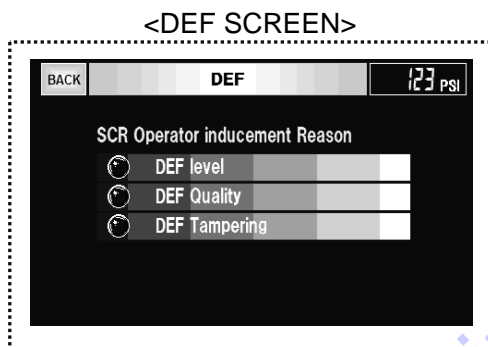 <DEF SCREEN>
BACK DEF 123 PSI
SCR Operator inducement Reason
DEF level
DEF Quality
DEF Tampering